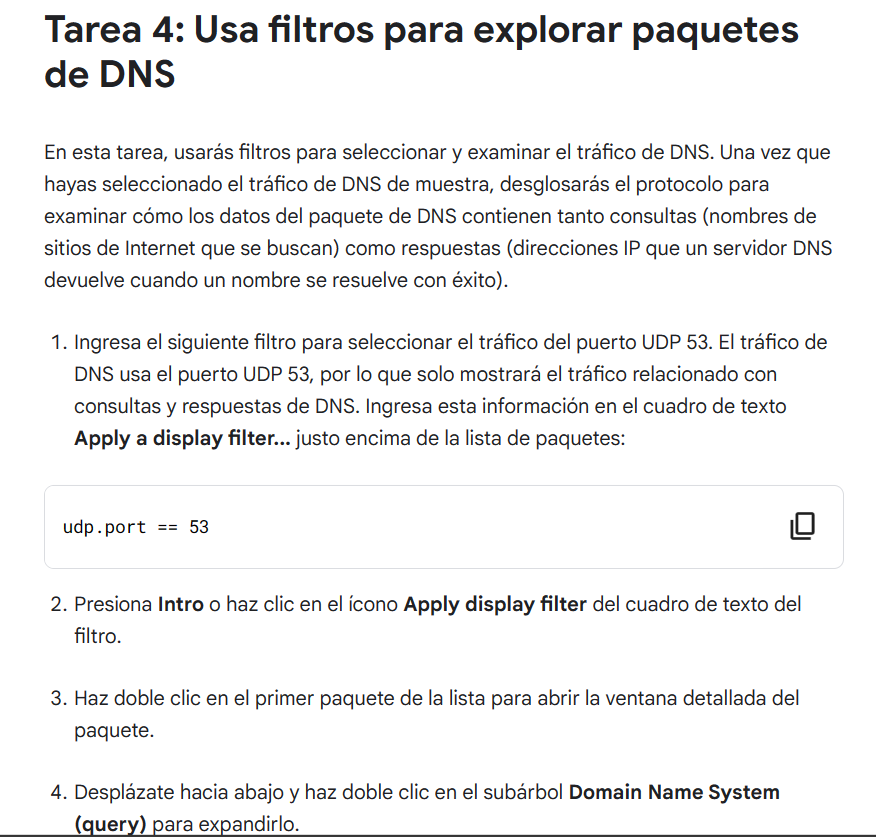 Tarea 4: Usa filtros para explorar paquetes
de DNS
En esta tarea, usarás filtros para seleccionar y examinar el tráfico de DNS. Una vez que
hayas seleccionado el tráfico de DNS de muestra, desglosarás el protocolo para
examinar cómo los datos del paquete de DNS contienen tanto consultas (nombres de
sitios de Internet que se buscan) como respuestas (direcciones IP que un servidor DNS
devuelve cuando un nombre se resuelve con éxito).
1. Ingresa el siguiente filtro para seleccionar el tráfico del puerto UDP 53. El tráfico de
DNS usa el puerto UDP 53, por lo que solo mostrará el tráfico relacionado con
consultas y respuestas de DNS. Ingresa esta información en el cuadro de texto
Apply a display filter... justo encima de la lista de paquetes:
udp.port == 53
2. Presiona Intro o haz clic en el ícono Apply display filter del cuadro de texto del
filtro.
3. Haz doble clic en el primer paquete de la lista para abrir la ventana detallada del
paquete.
4. Desplázate hacia abajo y haz doble clic en el subárbol Domain Name System
(query) para expandirlo.